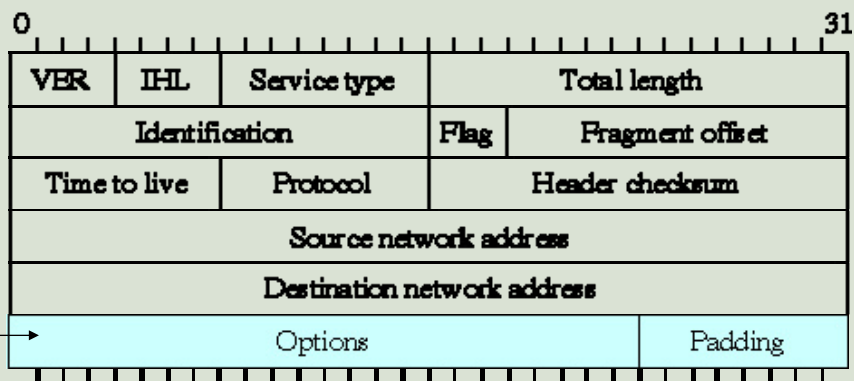 0 31
VER IHL Service type Total length
Identification Flag Fragment offset
Time to live Protocol Header checksum
Source network address
Destination network address
Options Padding